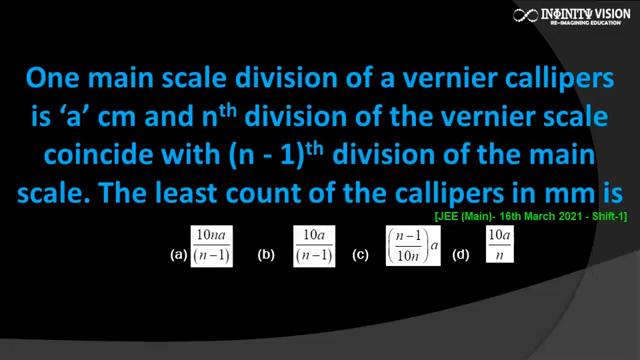 INFINITY VISION
RE-IMAGINING EDUCATION
One main scale division of a vernier callipers
is ‘a’ cm and nth division of the vernier scale
coincide with (n - 1)th division of the main
scale. The least count of the callipers in mm is
[JEE (Main)- 16th March 2021 - Shift-1]
(a) 10na/(n−1) (b) 10a/(n−1) (c) ((n−1)/10n)a (d) 10a/n